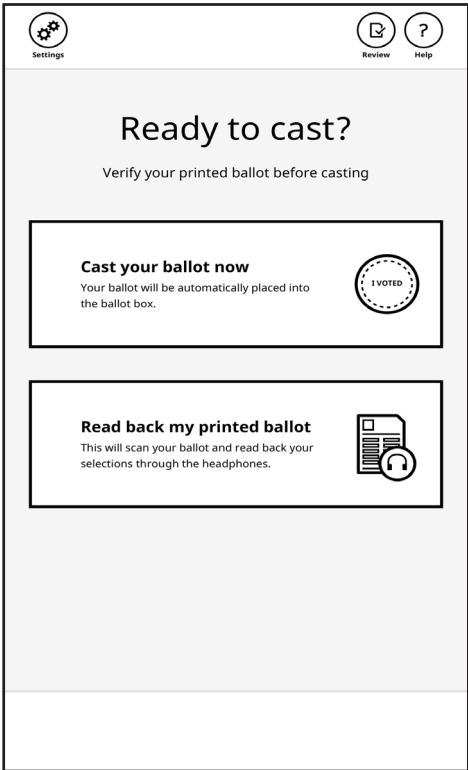 Settings
Review
Help
?
Ready to cast?
Verify your printed ballot before casting
Cast your ballot now
Your ballot will be automatically placed into
the ballot box.
I VOTED
Read back my printed ballot
This will scan your ballot and read back your
selections through the headphones.